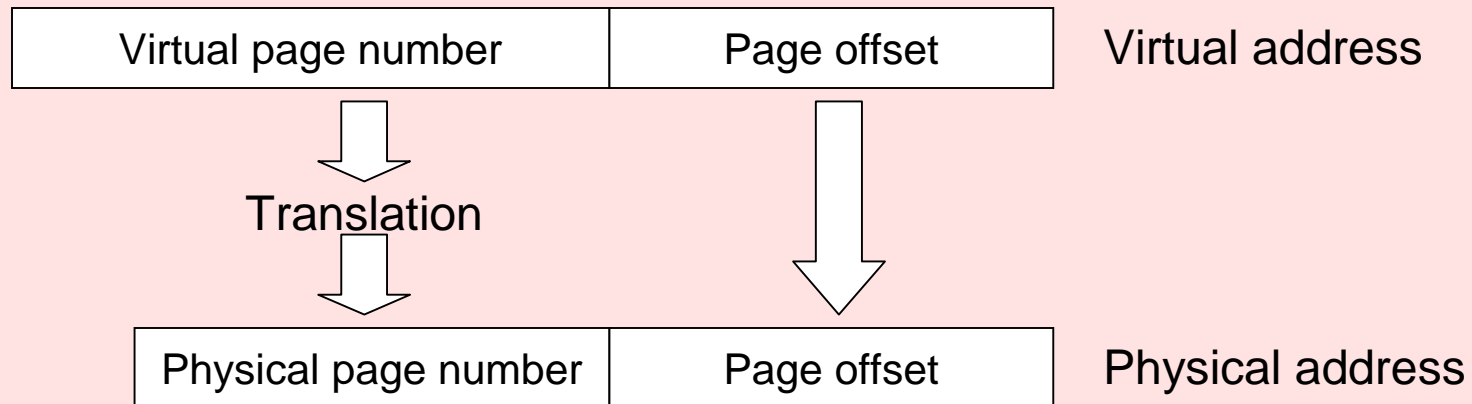 Virtual page number Page offset Virtual address
Translation
Physical page number Page offset Physical address